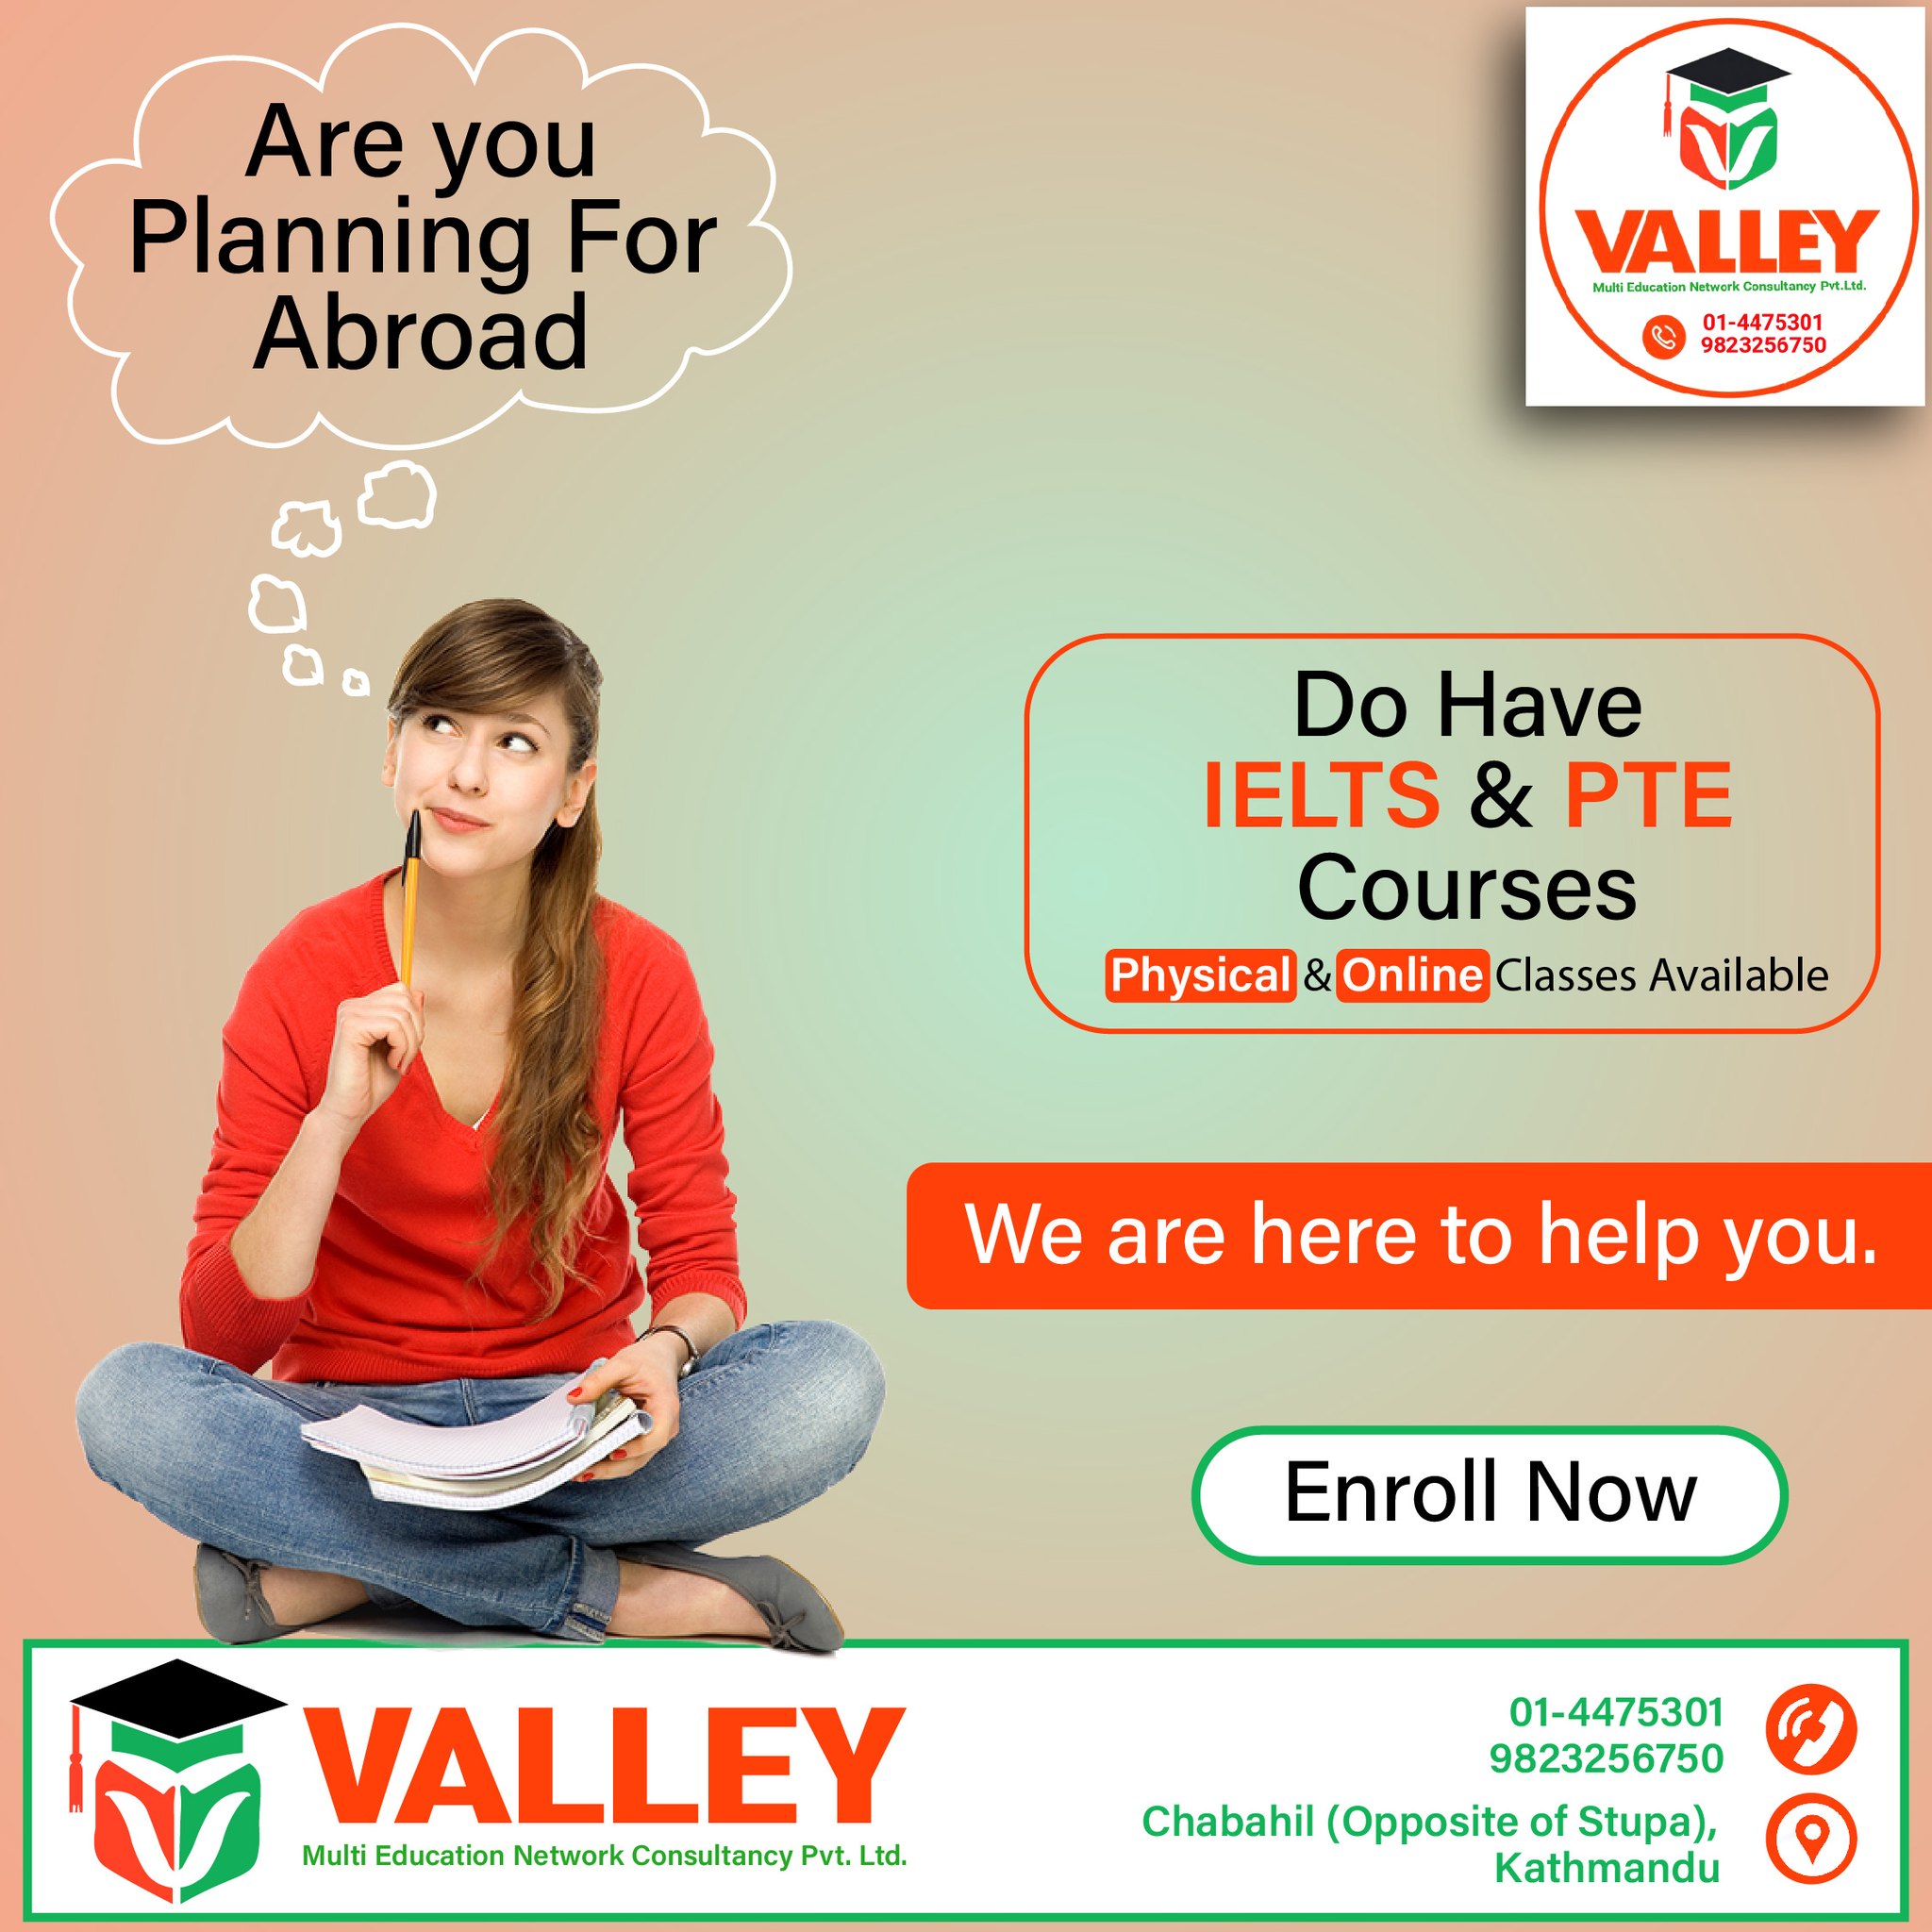 Are you
Planning For
Abroad
VALLEY
Multi Education Network Consultancy Pvt.Ltd.
01-4475301
9823256750
Do Have
IELTS & PTE
Courses
Physical & Online Classes Available
We are here to help you.
Enroll Now
VALLEY
Multi Education Network Consultancy Pvt. Ltd.
01-4475301
9823256750
Chabahil (Opposite of Stupa),
Kathmandu